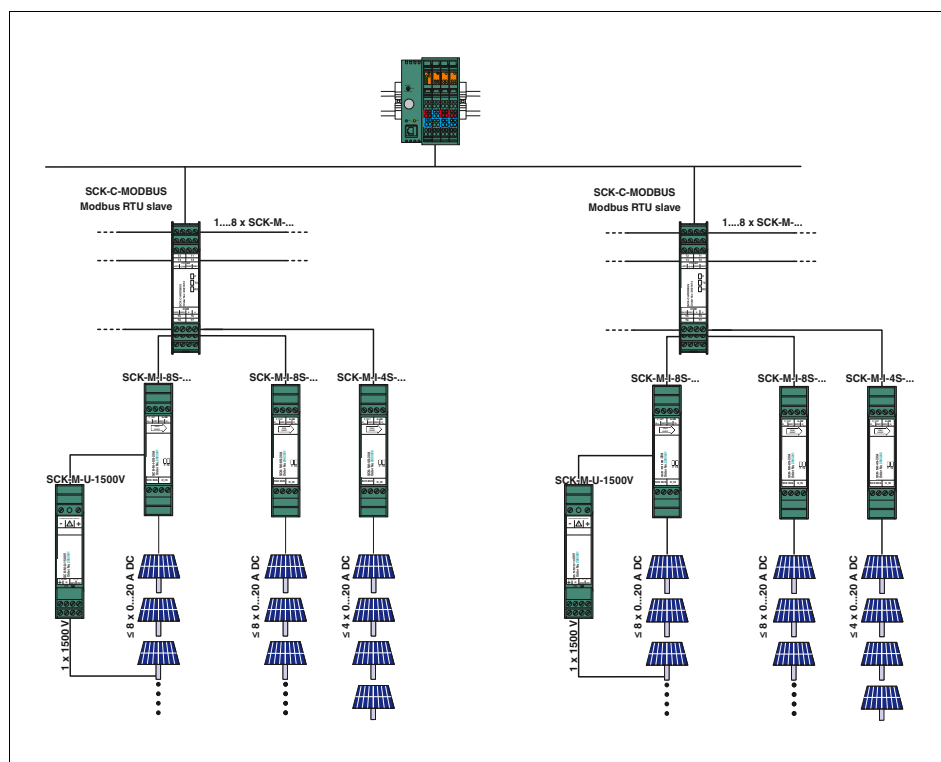 SCK-C-MODBUS
Modbus RTU slave
1....8 x SCK-M-...
SCK-M-I-8S-...
SCK-M-I-8S-...
SCK-M-I-4S-...
SCK-M-U-1500V
1 x 1500 V
≤ 8 x 0...20 A DC
≤ 8 x 0...20 A DC
≤ 4 x 0...20 A DC
SCK-C-MODBUS
Modbus RTU slave
1....8 x SCK-M-...
SCK-M-I-8S-...
SCK-M-I-8S-...
SCK-M-I-4S-...
SCK-M-U-1500V
1 x 1500 V
≤ 8 x 0...20 A DC
≤ 8 x 0...20 A DC
≤ 4 x 0...20 A DC